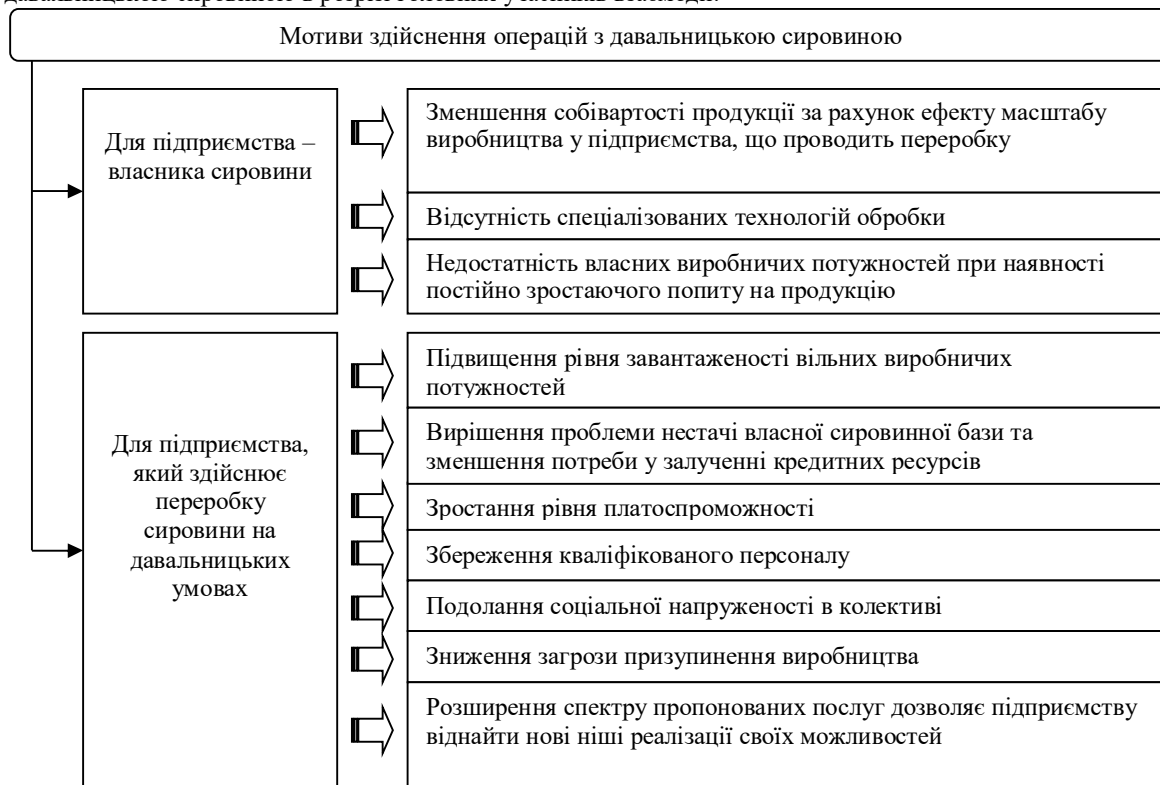 Мотиви здійснення операцій з давальницькою сировиною
Для підприємства –
власника сировини
Зменшення собівартості продукції за рахунок ефекту масштабу
виробництва у підприємства, що проводить переробку
Відсутність спеціалізованих технологій обробки
Недостатність власних виробничих потужностей при наявності
постійно зростаючого попиту на продукцію
Для підприємства,
який здійснює
переробку
сировини на
давальницьких
умовах
Підвищення рівня завантаженості вільних виробничих
потужностей
Вирішення проблеми нестачі власної сировинної бази та
зменшення потреби у залученні кредитних ресурсів
Зростання рівня платоспроможності
Збереження кваліфікованого персоналу
Подолання соціальної напруженості в колективі
Зниження загрози призупинення виробництва
Розширення спектру пропонованих послуг дозволяє підприємству
віднайти нові ніші реалізації своїх можливостей